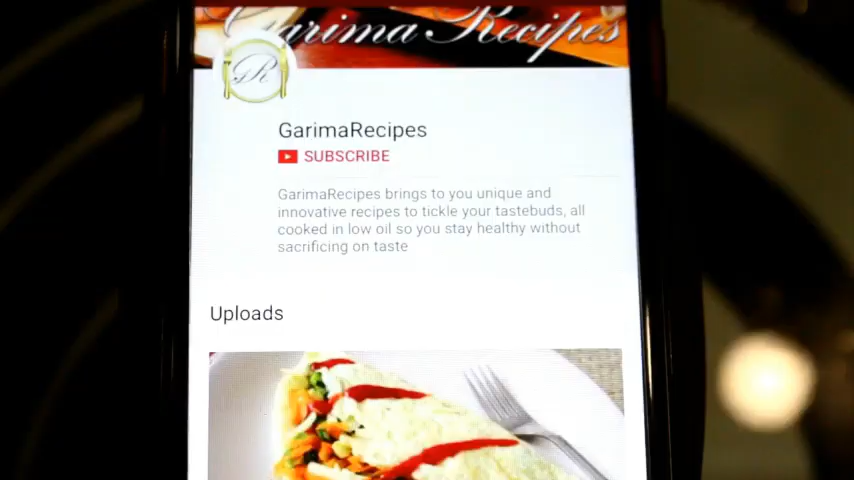 Garima Recipes
GR
GarimaRecipes
SUBSCRIBE
GarimaRecipes brings to you unique and
innovative recipes to tickle your tastebuds, all
cooked in low oil so you stay healthy without
sacrificing on taste
Uploads